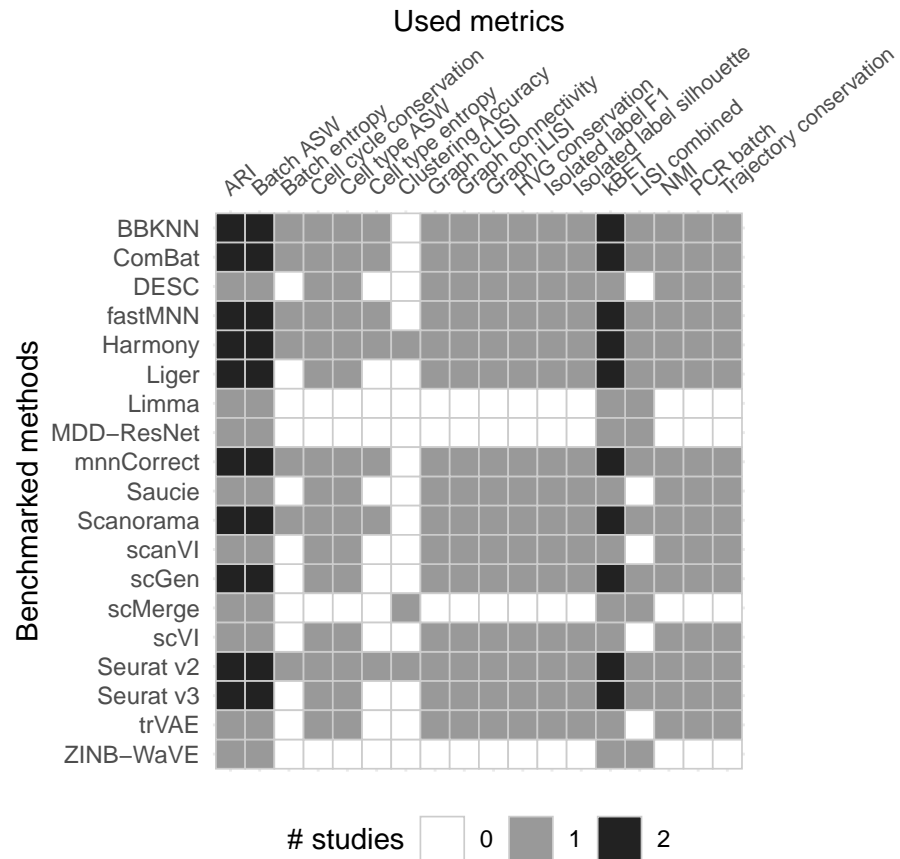 Used metrics
ARI
Batch ASW
Batch entropy
Cell cycle conservation
Cell type ASW
Cell type entropy
Clustering Accuracy
Graph cLISI
Graph connectivity
Graph iLISI
HVG conservation
Isolated label F1
Isolated label silhouette
kBET
LISI combined
NMI
PCR batch
Trajectory conservation
Benchmarked methods
BBKNN
ComBat
DESC
fastMNN
Harmony
Liger
Limma
MDD−ResNet
mnnCorrect
Saucie
Scanorama
scanVI
scGen
scMerge
scVI
Seurat v2
Seurat v3
trVAE
ZINB−WaVE
# studies 0 1 2